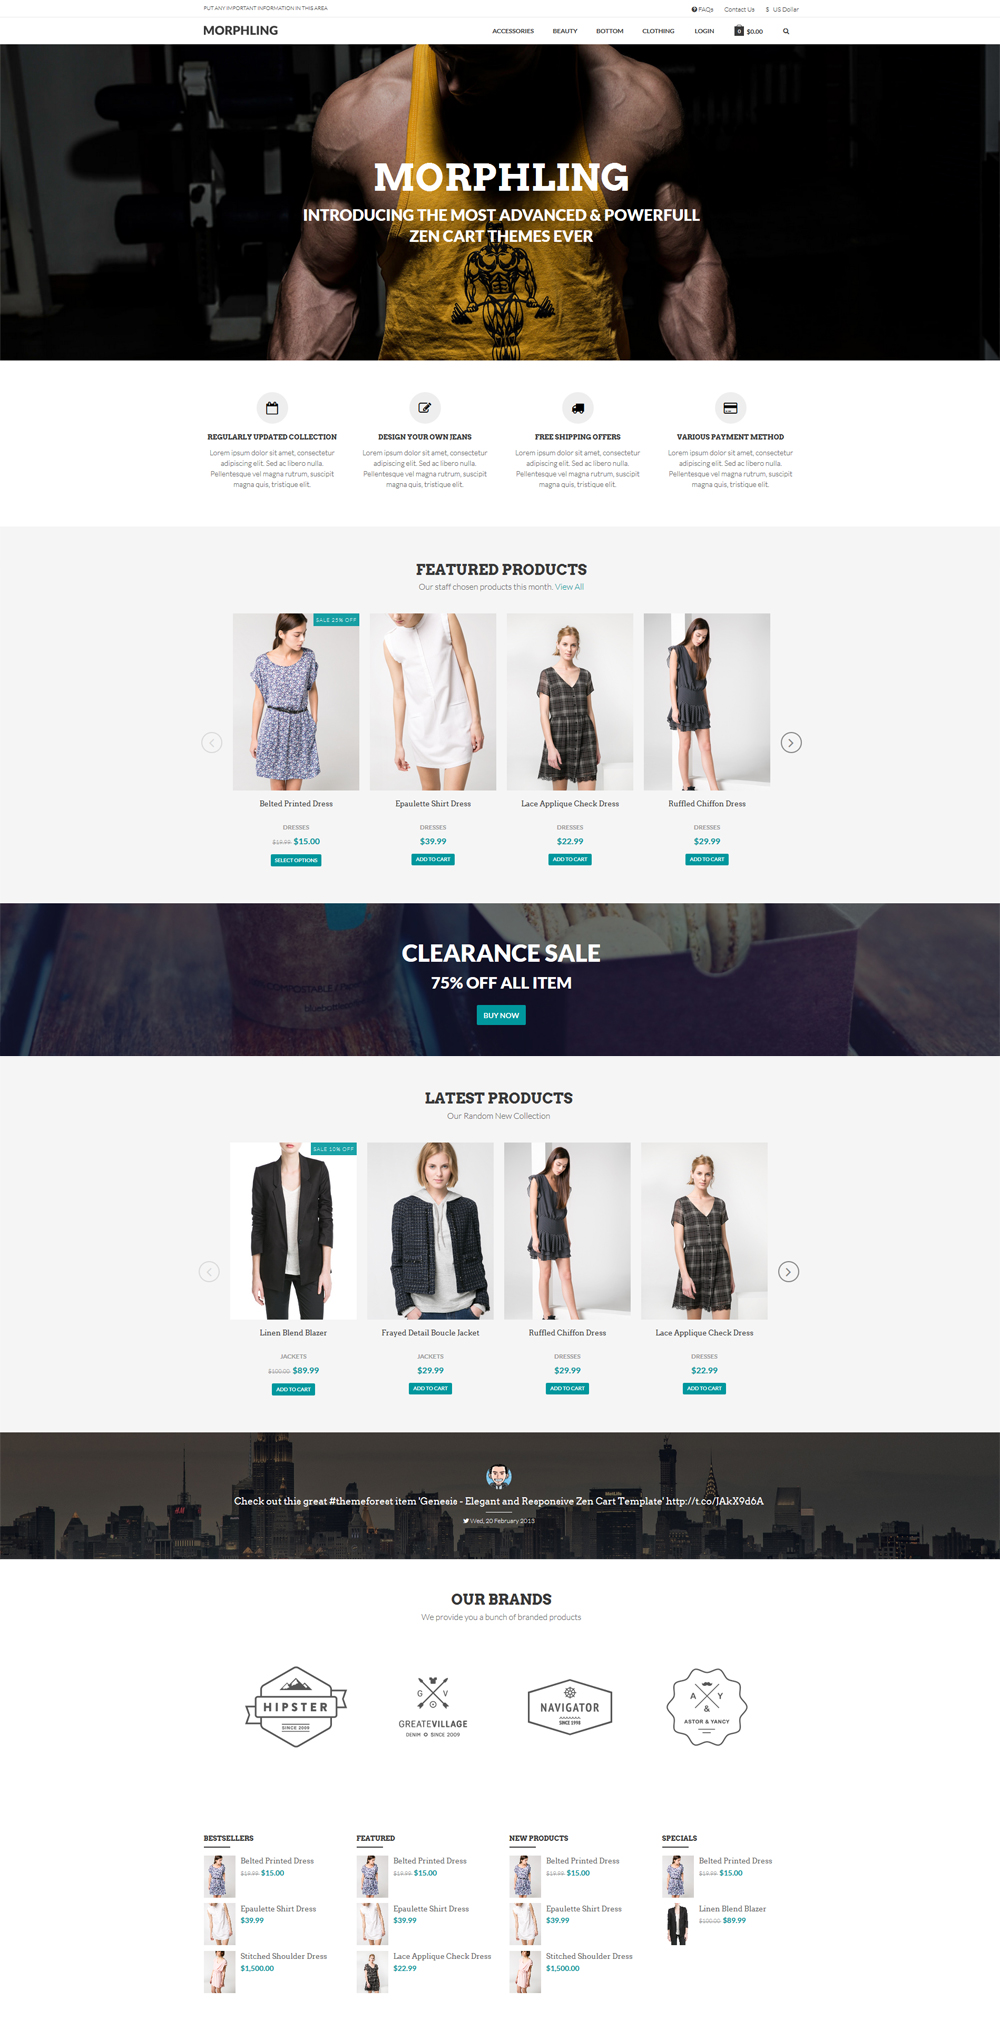 PUT ANY IMPORTANT INFORMATION IN THIS AREA
FAQs Contact Us $ US Dollar
MORPHLING
ACCESSORIES BEAUTY BOTTOM CLOTHING LOGIN 0 $0.00
MORPHLING
INTRODUCING THE MOST ADVANCED & POWERFULL
ZEN CART THEMES EVER
REGULARLY UPDATED COLLECTION
Lorem ipsum dolor sit amet, consectetur
adipiscing elit. Sed ac libero nulla.
Pellentesque vel magna rutrum, suscipit
magna quis, tristique elit.
DESIGN YOUR OWN JEANS
Lorem ipsum dolor sit amet, consectetur
adipiscing elit. Sed ac libero nulla.
Pellentesque vel magna rutrum, suscipit
magna quis, tristique elit.
FREE SHIPPING OFFERS
Lorem ipsum dolor sit amet, consectetur
adipiscing elit. Sed ac libero nulla.
Pellentesque vel magna rutrum, suscipit
magna quis, tristique elit.
VARIOUS PAYMENT METHOD
Lorem ipsum dolor sit amet, consectetur
adipiscing elit. Sed ac libero nulla.
Pellentesque vel magna rutrum, suscipit
magna quis, tristique elit.
FEATURED PRODUCTS
Our staff chosen products this month. View All
SALE 25% OFF
Belted Printed Dress
DRESSES
$19.99 $15.00
SELECT OPTIONS
Epaulette Shirt Dress
DRESSES
$39.99
ADD TO CART
Lace Applique Check Dress
DRESSES
$22.99
ADD TO CART
Ruffled Chiffon Dress
DRESSES
$29.99
ADD TO CART
CLEARANCE SALE
75% OFF ALL ITEM
BUY NOW
LATEST PRODUCTS
Our Random New Collection
SALE 10% OFF
Linen Blend Blazer
JACKETS
$100.00 $89.99
ADD TO CART
Frayed Detail Boucle Jacket
JACKETS
$29.99
ADD TO CART
Ruffled Chiffon Dress
DRESSES
$29.99
ADD TO CART
Lace Applique Check Dress
DRESSES
$22.99
ADD TO CART
Check out this great #themeforest item 'Genesis - Elegant and Responsive Zen Cart Template' http://t.co/JAkX9d6A
Wed, 20 February 2013
OUR BRANDS
We provide you a bunch of branded products
HIPSTER
SINCE 2000
G V
GREATEVILLAGE
DENIM SINCE 2009
NAVIGATOR
SINCE 1998
A Y
&
ASTOR & YANCY
BESTSELLERS
Belted Printed Dress
$19.99 $15.00
Epaulette Shirt Dress
$39.99
Stitched Shoulder Dress
$1,500.00
FEATURED
Belted Printed Dress
$19.99 $15.00
Epaulette Shirt Dress
$39.99
Lace Applique Check Dress
$22.99
NEW PRODUCTS
Belted Printed Dress
$19.99 $15.00
Epaulette Shirt Dress
$39.99
Stitched Shoulder Dress
$1,500.00
SPECIALS
Belted Printed Dress
$19.99 $15.00
Linen Blend Blazer
$100.00 $89.99